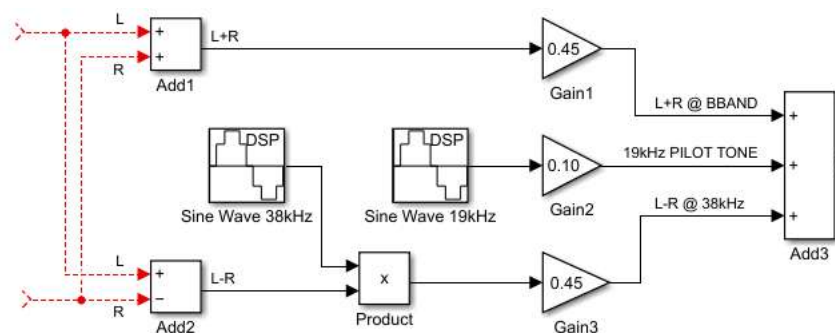 L
+
+
L+R
0.45
R
Add1
Gain1
L+R @ BBAND
+
DSP
DSP
0.10
19kHz PILOT TONE
+
Sine Wave 38kHz
Sine Wave 19kHz
Gain2
L-R @ 38kHz
+
Add3
L
+
L-R
x
0.45
−
R
Add2
Product
Gain3